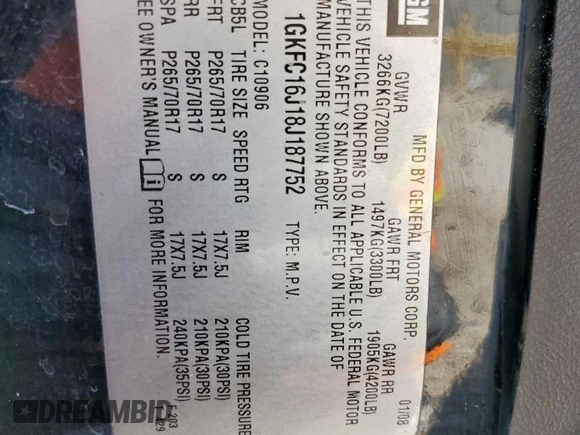 GM
MFD BY GENERAL MOTORS CORP. 01/08
GVWR GAWR FRT GAWR RR
3266KG(7200LB) 1497KG(3300LB) 1905KG(4200LB)
THIS VEHICLE CONFORMS TO ALL APPLICABLE U.S. FEDERAL MOTOR
VEHICLE SAFETY STANDARDS IN EFFECT ON THE DATE OF
MANUFACTURE SHOWN ABOVE.
1GKFC16J18J187752 TYPE: M.P.V.
MODEL: C10906
CB5L TIRE SIZE SPEED RTG RIM COLD TIRE PRESSURE
FRT P265/70R17 S 17X7.5J 210KPA(30PSI)
RR P265/70R17 S 17X7.5J 210KPA(30PSI)
SPA P265/70R17 S 17X7.5J 240KPA(35PSI)
SEE OWNER'S MANUAL FOR MORE INFORMATION.
DREAMBID